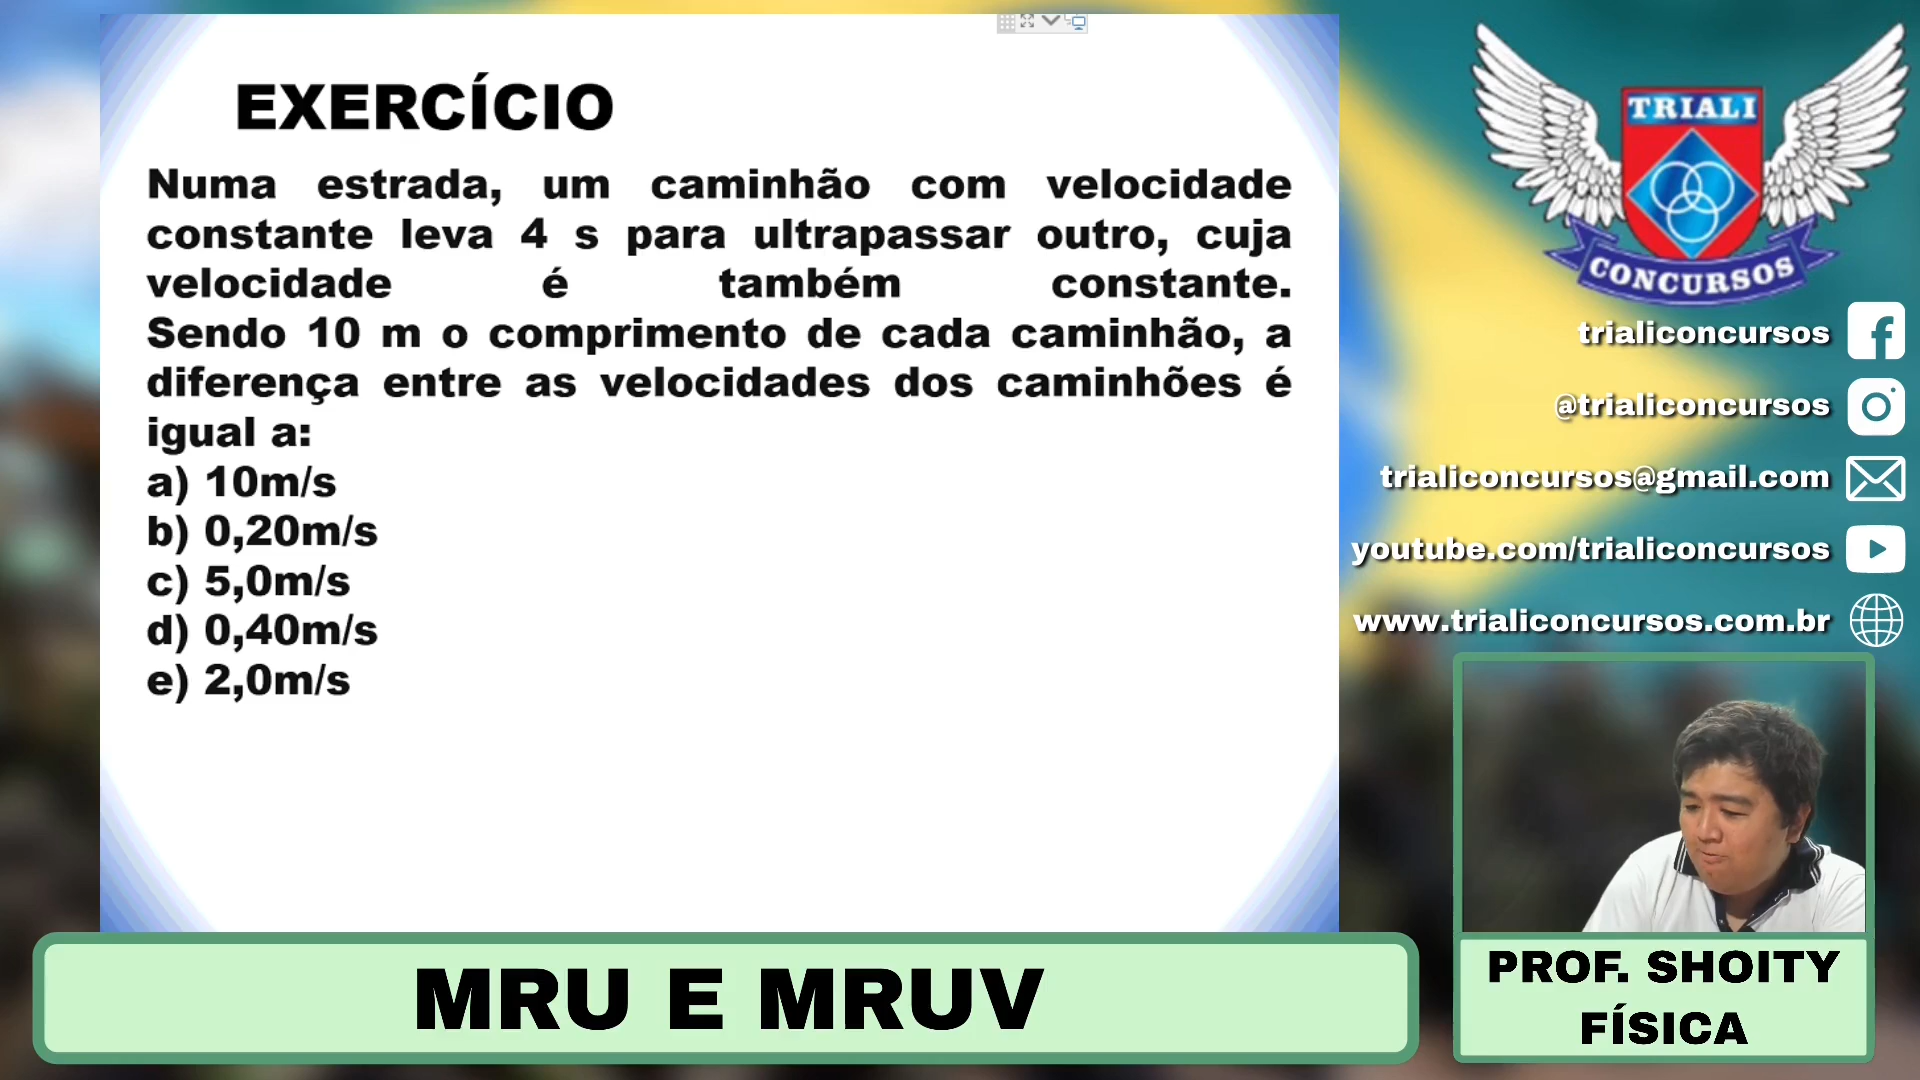 EXERCÍCIO
Numa estrada, um caminhão com velocidade
constante leva 4 s para ultrapassar outro, cuja
velocidade é também constante.
Sendo 10 m o comprimento de cada caminhão, a
diferença entre as velocidades dos caminhões é
igual a:
a) 10m/s
b) 0,20m/s
c) 5,0m/s
d) 0,40m/s
e) 2,0m/s
TRIALI
CONCURSOS
trialiconcursos
@trialiconcursos
trialiconcursos@gmail.com
youtube.com/trialiconcursos
www.trialiconcursos.com.br
MRU E MRUV
PROF. SHOITY
FÍSICA